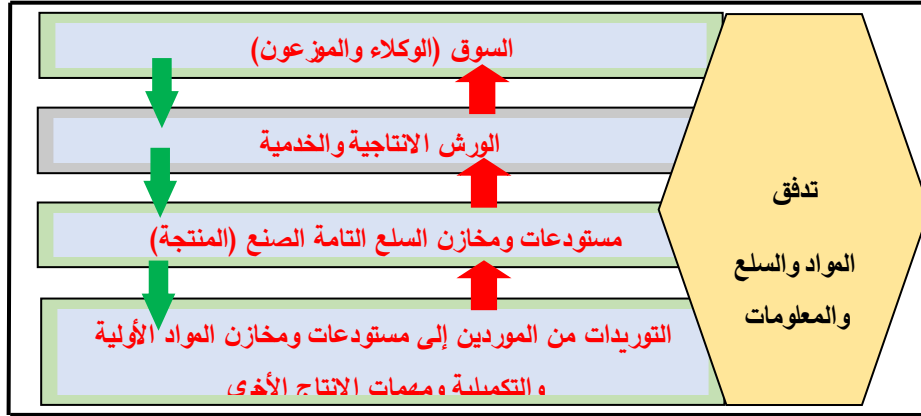 السوق (الوكلاء والموزعون)
الورش الانتاجية والخدمية
مستودعات ومخازن السلع التامة الصنع (المنتجة)
التوريدات من الموردين إلى مستودعات ومخازن المواد الأولية
والتكميلية ومهمات الانتاج الأخرى
تدفق
المواد والسلع
والمعلومات